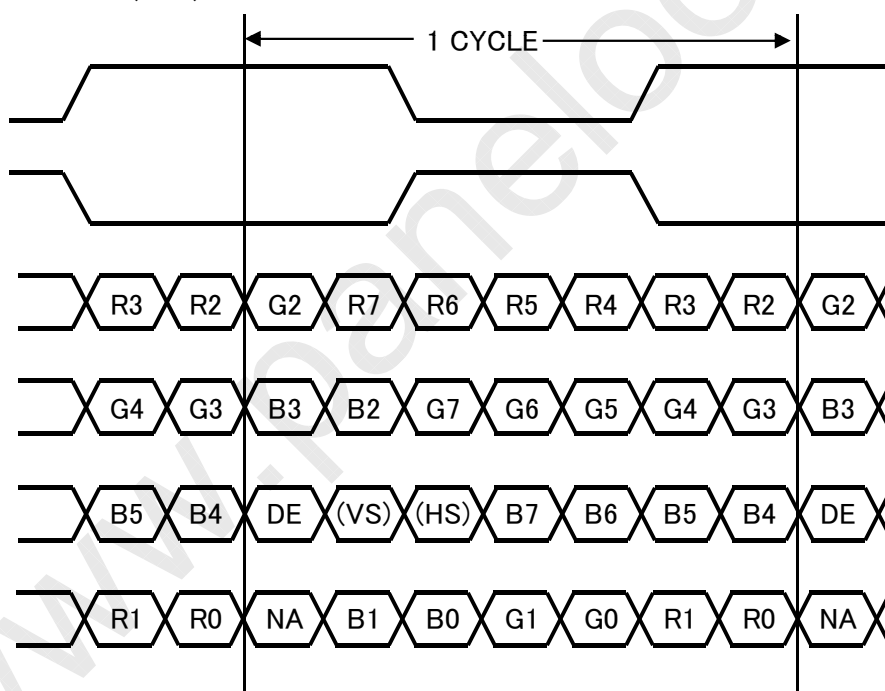 1 CYCLE
R3 R2 G2 R7 R6 R5 R4 R3 R2 G2
G4 G3 B3 B2 G7 G6 G5 G4 G3 B3
B5 B4 DE (VS) (HS) B7 B6 B5 B4 DE
R1 R0 NA B1 B0 G1 G0 R1 R0 NA
www.paneloo